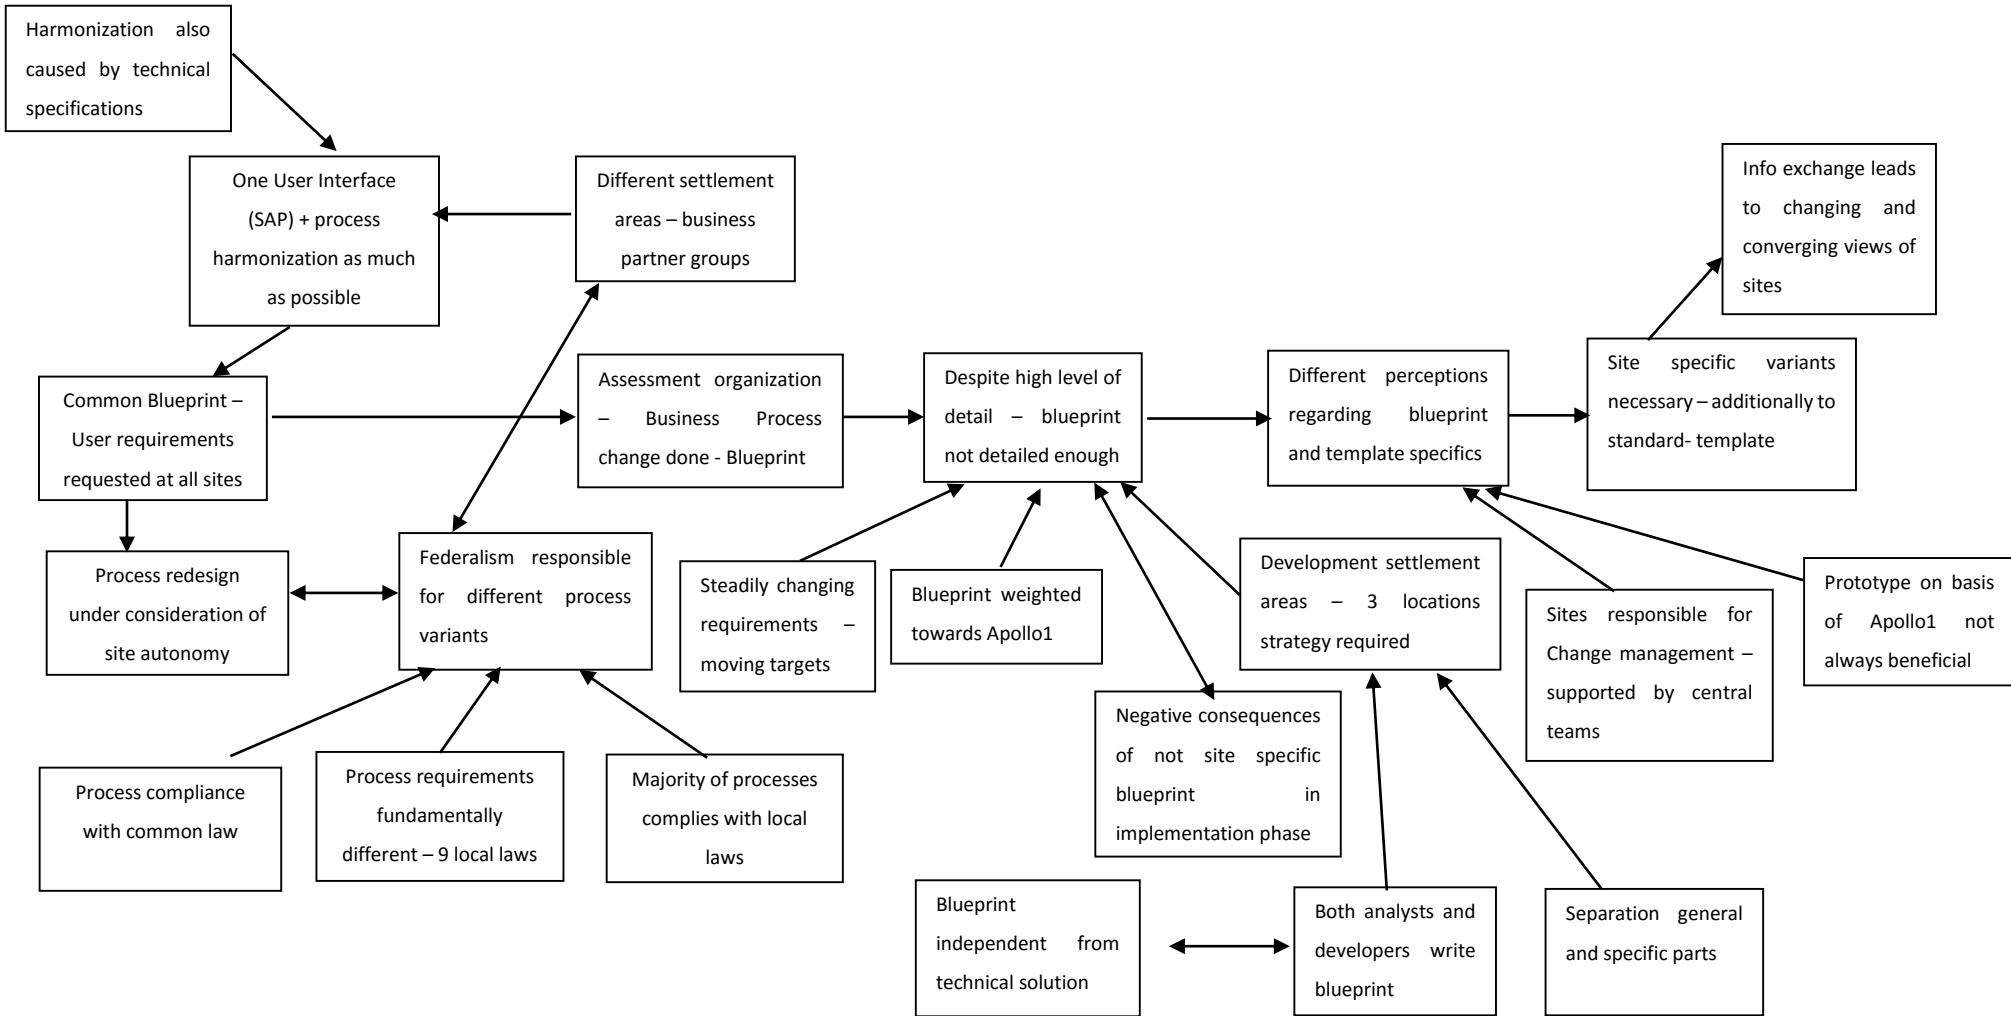 Harmonization also
caused by technical
specifications
One User Interface
(SAP) + process
harmonization as much
as possible
Different settlement
areas – business
partner groups
Info exchange leads
to changing and
converging views of
sites
Common Blueprint –
User requirements
requested at all sites
Assessment organization
– Business Process
change done - Blueprint
Despite high level of
detail – blueprint
not detailed enough
Different perceptions
regarding blueprint
and template specifics
Site specific variants
necessary – additionally to
standard- template
Process redesign
under consideration of
site autonomy
Federalism responsible
for different process
variants
Steadily changing
requirements –
moving targets
Blueprint weighted
towards Apollo1
Development settlement
areas – 3 locations
strategy required
Sites responsible for
Change management –
supported by central
teams
Prototype on basis
of Apollo1 not
always beneficial
Process compliance
with common law
Process requirements
fundamentally
different – 9 local laws
Majority of processes
complies with local
laws
Negative consequences
of not site specific
blueprint in
implementation phase
Blueprint
independent from
technical solution
Both analysts and
developers write
blueprint
Separation general
and specific parts